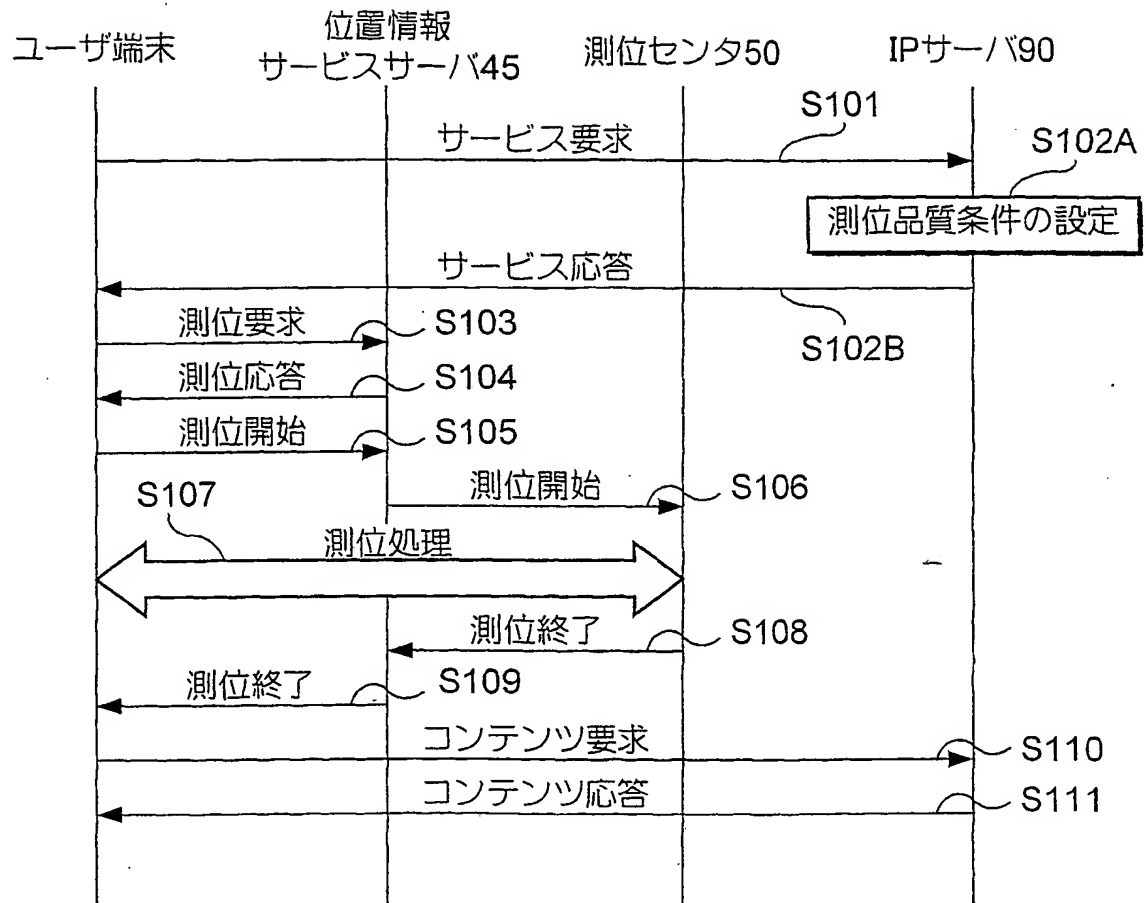 ユーザ端末
位置情報
サービスサーバ45
測位センタ50
IPサーバ90
S101
サービス要求
S102A
測位品質条件の設定
サービス応答
S102B
測位要求
S103
測位応答
S104
測位開始
S105
測位開始
S106
S107
測位処理
測位終了
S108
測位終了
S109
コンテンツ要求
S110
コンテンツ応答
S111